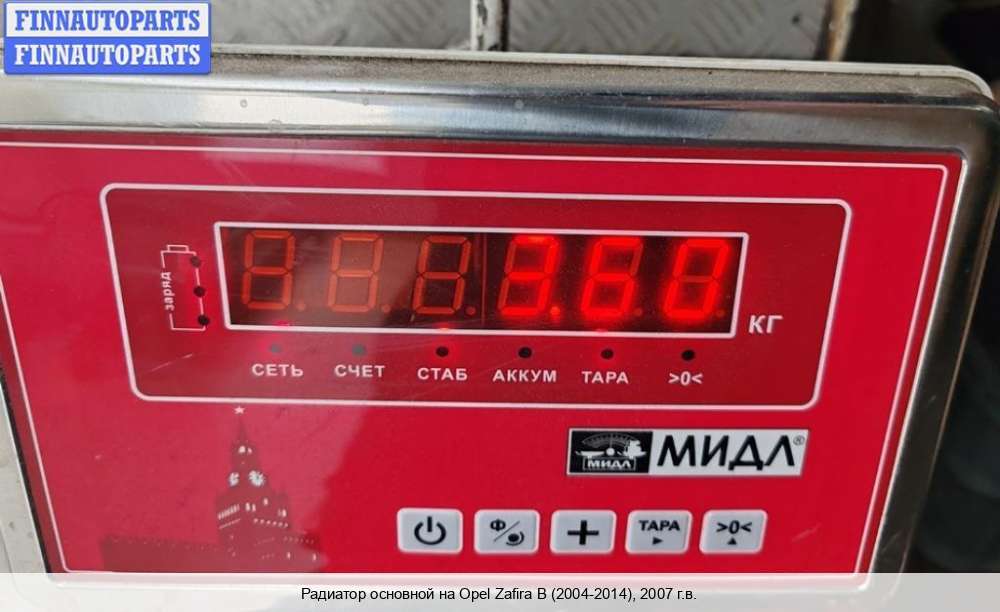 FINNAUTOPARTS
FINNAUTOPARTS
заряд
3.60
КГ
СЕТЬ СЧЕТ СТАБ АККУМ ТАРА >0<
МИДЛ МИДЛ®
Ф ТАРА >0<
Радиатор основной на Opel Zafira B (2004-2014), 2007 г.в.